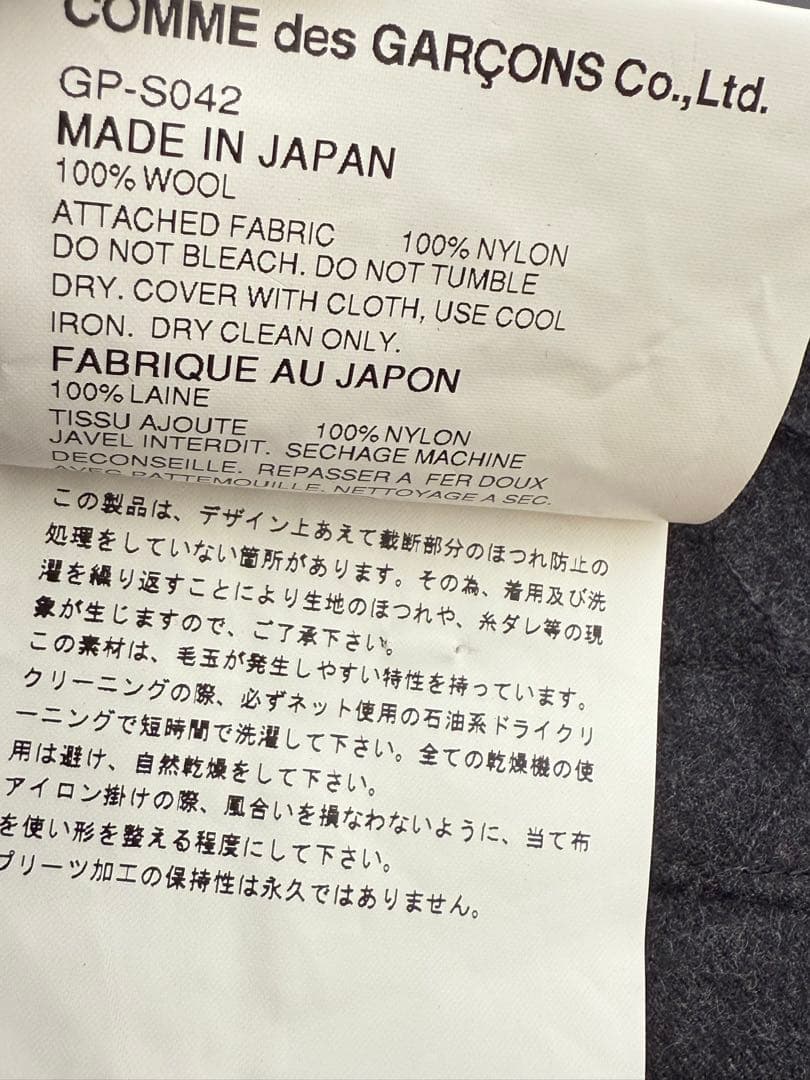 COMME des GARÇONS Co.,Ltd.
GP-S042
MADE IN JAPAN
100% WOOL
ATTACHED FABRIC 100% NYLON
DO NOT BLEACH. DO NOT TUMBLE
DRY. COVER WITH CLOTH, USE COOL
IRON. DRY CLEAN ONLY.
FABRIQUE AU JAPON
100% LAINE
TISSU AJOUTE 100% NYLON
JAVEL INTERDIT. SECHAGE MACHINE
DECONSEILLE. REPASSER A FER DOUX
AVEC PATTEMOUILLE. NETTOYAGE A SEC.
この製品は、デザイン上あえて裁断部分のほつれ防止の
処理をしていない箇所があります。その為、着用及び洗
濯を繰り返すことにより生地のほつれや、糸ダレ等の現
象が生じますので、ご了承下さい。
この素材は、毛玉が発生しやすい特性を持っています。
クリーニングの際、必ずネット使用の石油系ドライクリ
ーニングで短時間で洗濯して下さい。全ての乾燥機の使
用は避け、自然乾燥をして下さい。
アイロン掛けの際、風合いを損なわないように、当て布
を使い形を整える程度にして下さい。
プリーツ加工の保持性は永久ではありません。